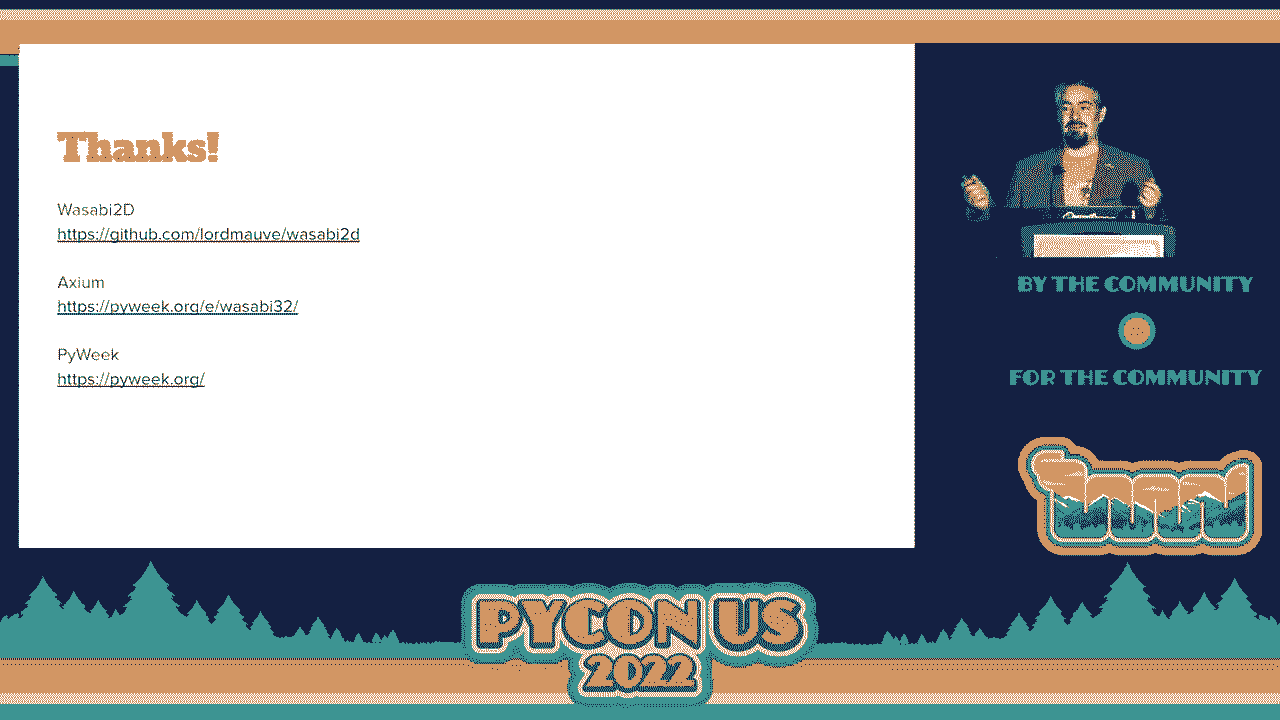 Thanks!
Wasabi2D
https://github.com/lordmauve/wasabi2d
Axium
https://pyweek.org/e/wasabi32/
PyWeek
https://pyweek.org/
BY THE COMMUNITY
FOR THE COMMUNITY
PYCON US
2022